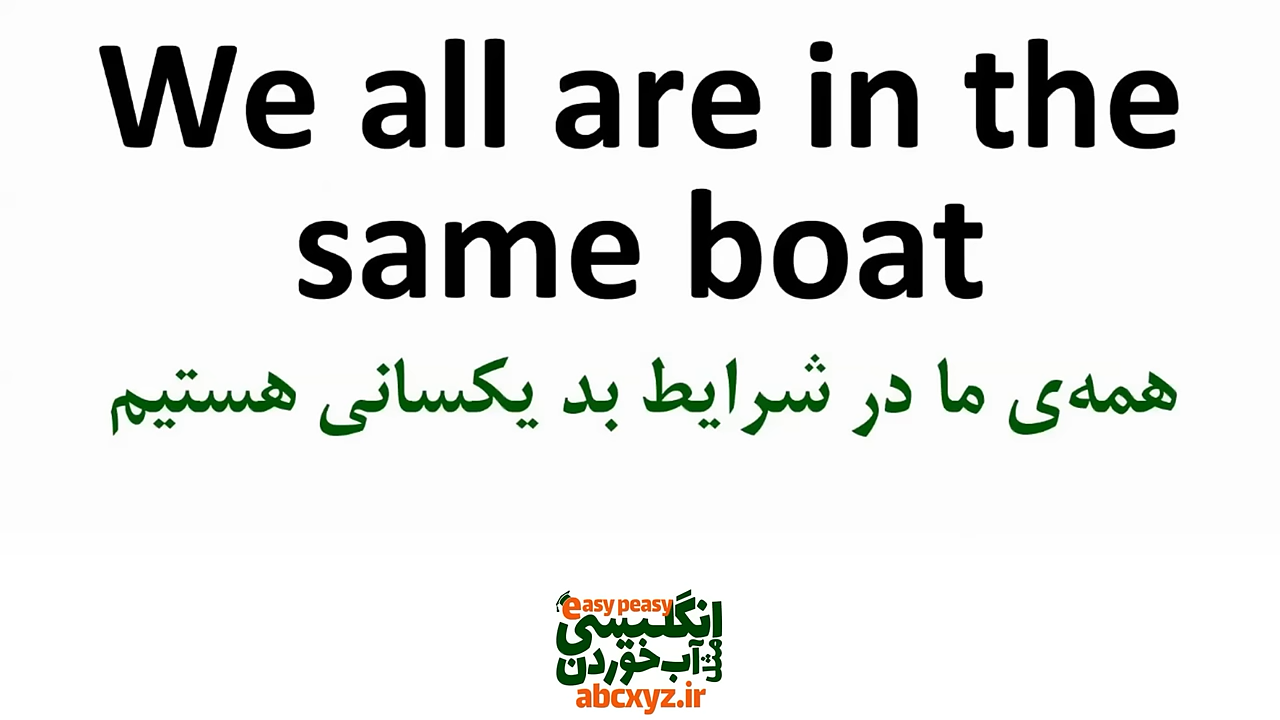 We all are in the
same boat
همه‌ی ما در شرایط بد یکسانی هستیم
easy peasy
انگلیسی
مثل آب خوردن
abcxyz.ir